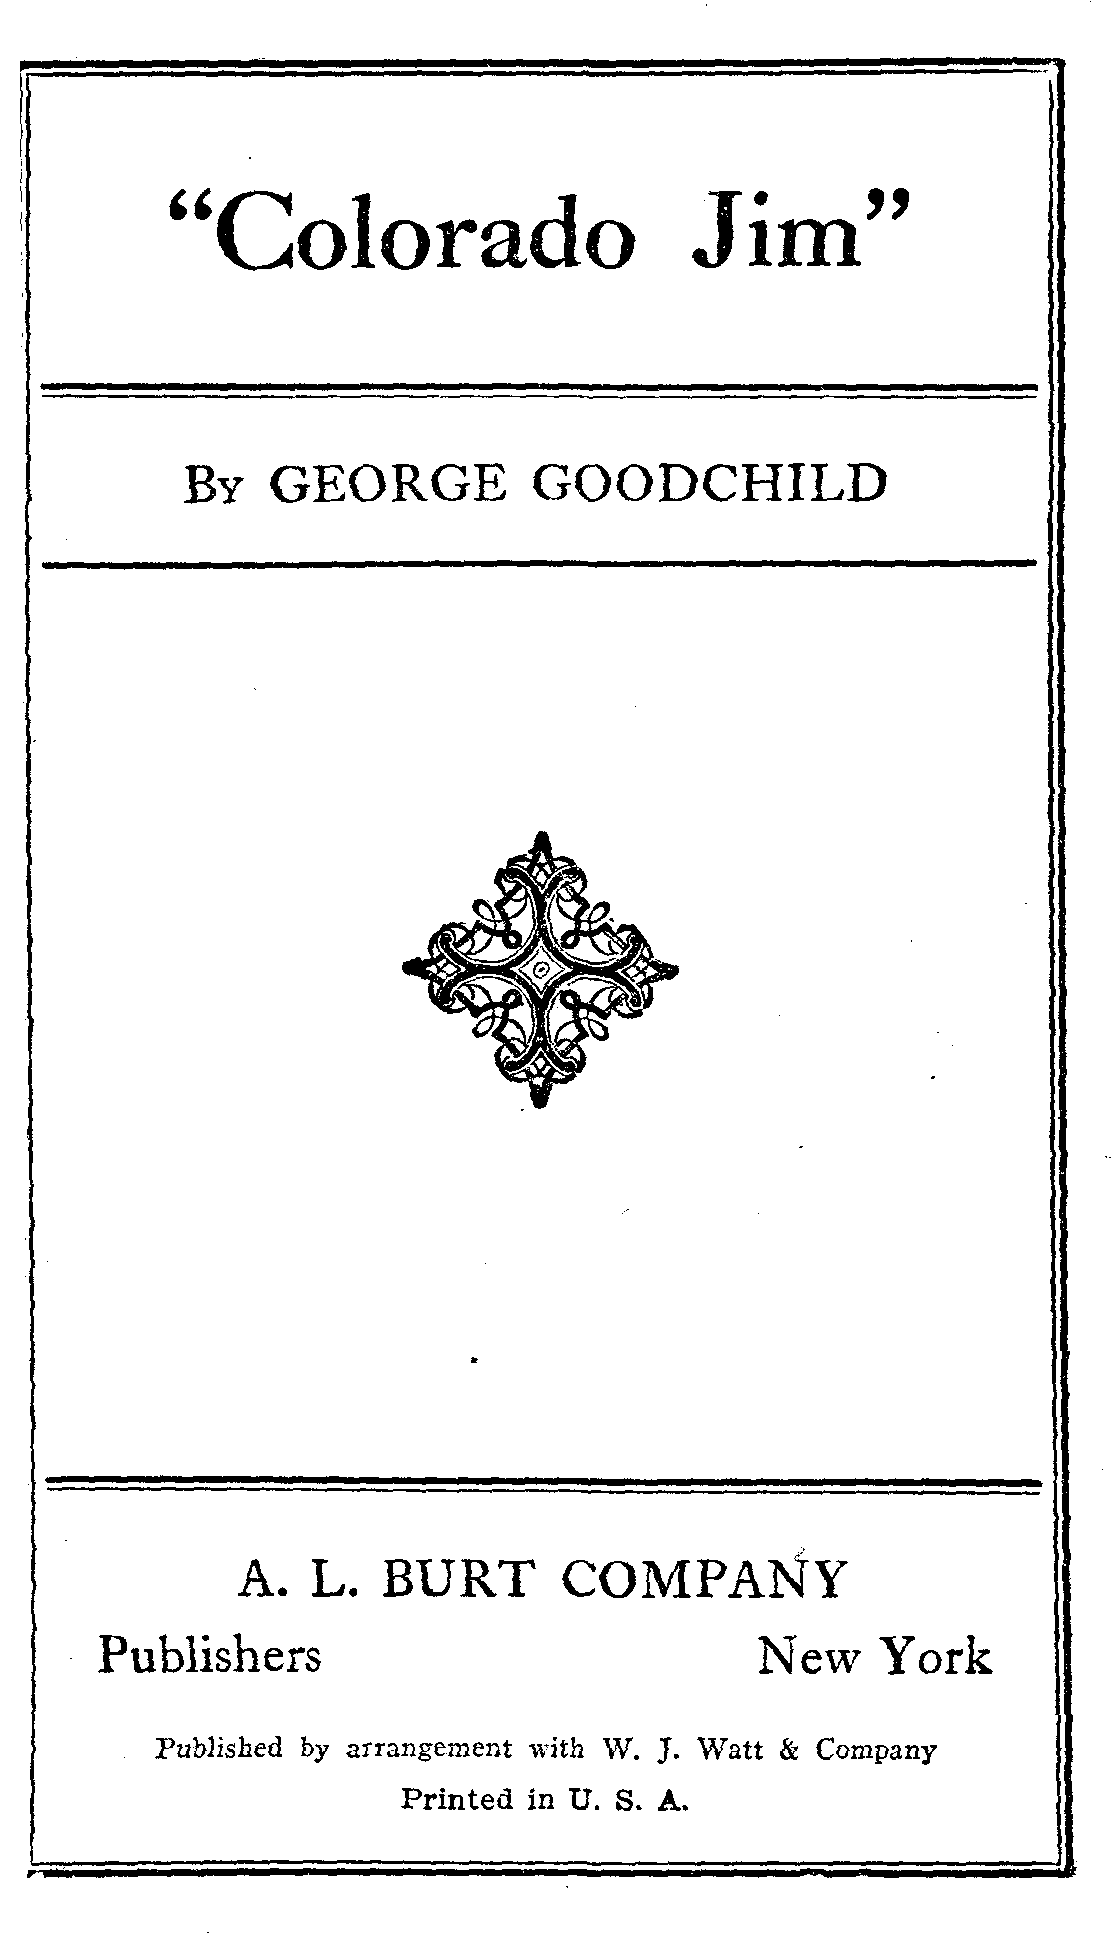 “Colorado Jim”
By GEORGE GOODCHILD
A. L. BURT COMPANY
Publishers New York
Published by arrangement with W. J. Watt & Company
Printed in U. S. A.